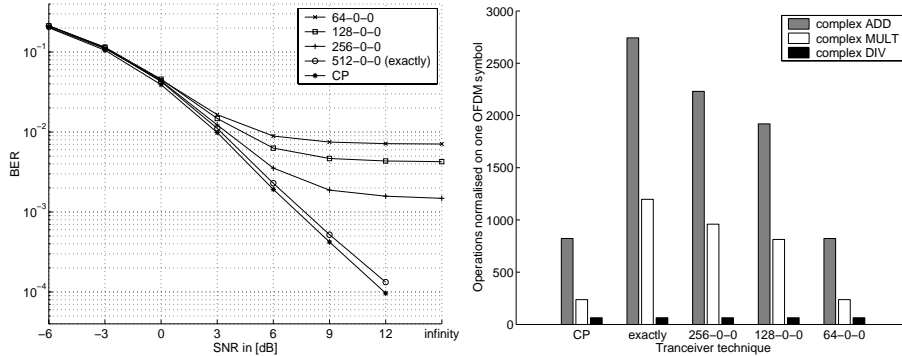 64-0-0
128-0-0
256-0-0
512-0-0 (exactly)
CP
10^-1
10^-2
10^-3
10^-4
BER
-6 -3 0 3 6 9 12 infinity
SNR in [dB]
complex ADD
complex MULT
complex DIV
3000
2500
2000
1500
1000
500
0
Operations normalised on one OFDM symbol
CP exactly 256-0-0 128-0-0 64-0-0
Tranceiver technique